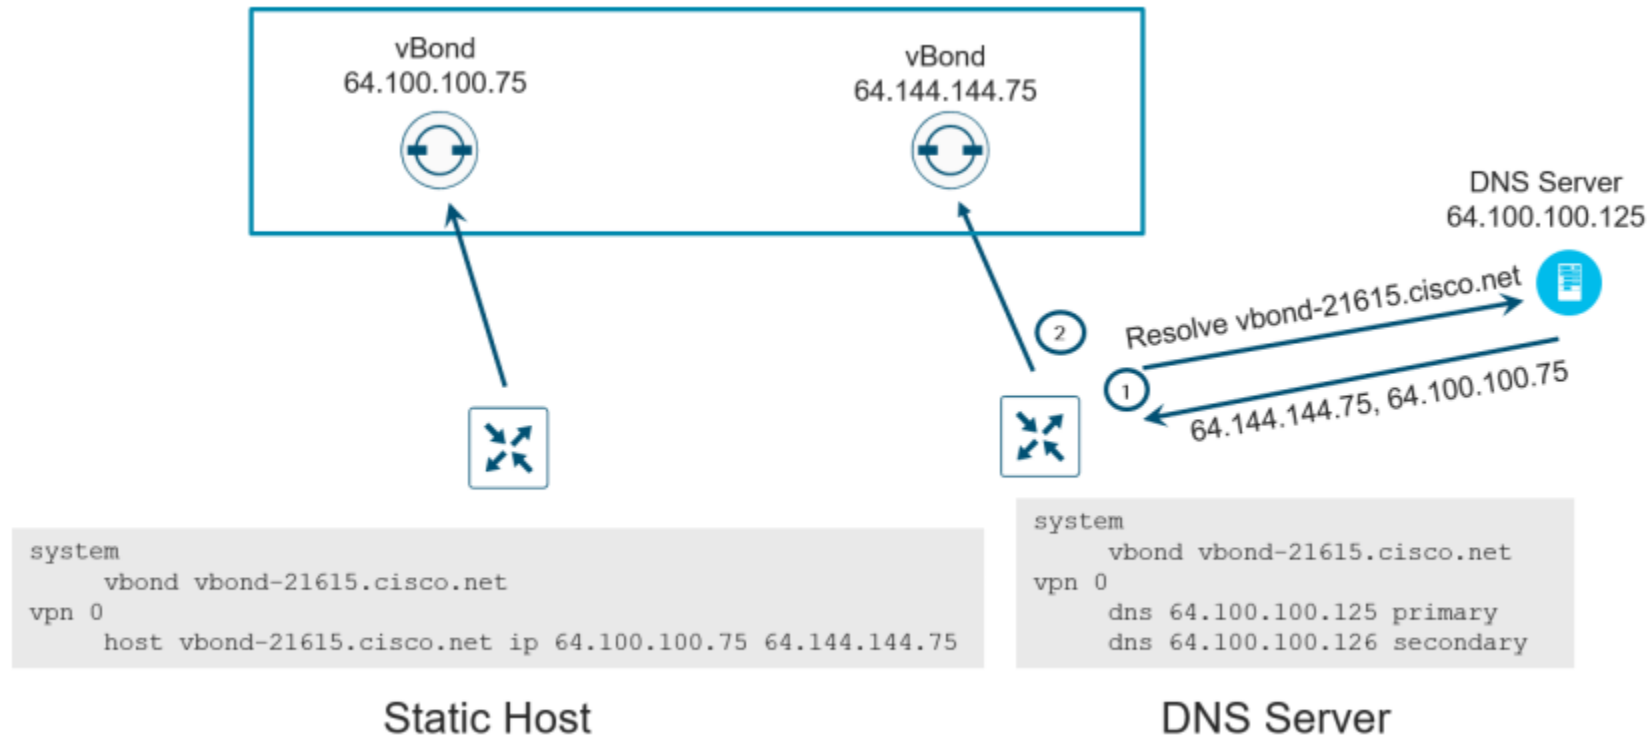 vBond
64.100.100.75
vBond
64.144.144.75
DNS Server
64.100.100.125
Resolve vbond-21615.cisco.net
2
1
64.144.144.75, 64.100.100.75
system
vbond vbond-21615.cisco.net
vpn 0
host vbond-21615.cisco.net ip 64.100.100.75 64.144.144.75
system
vbond vbond-21615.cisco.net
vpn 0
dns 64.100.100.125 primary
dns 64.100.100.126 secondary
Static Host
DNS Server